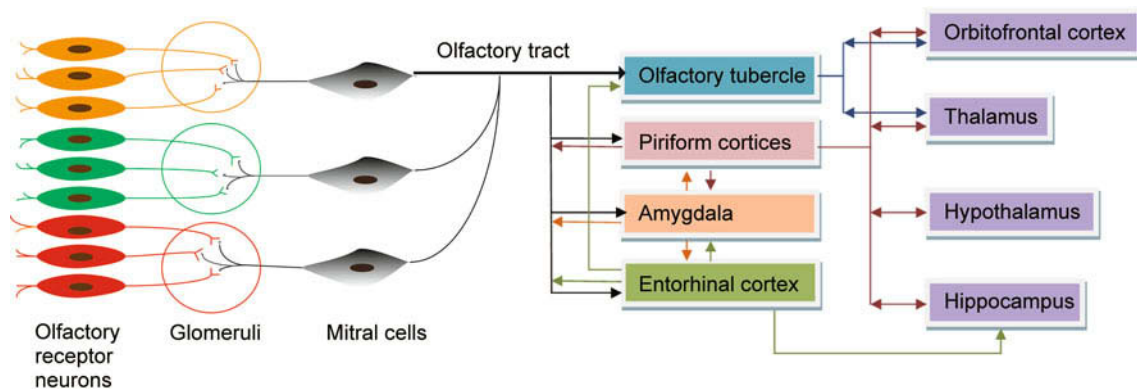 Olfactory tract
Olfactory tubercle
Piriform cortices
Amygdala
Entorhinal cortex
Orbitofrontal cortex
Thalamus
Hypothalamus
Hippocampus
Olfactory
receptor
neurons
Glomeruli
Mitral cells